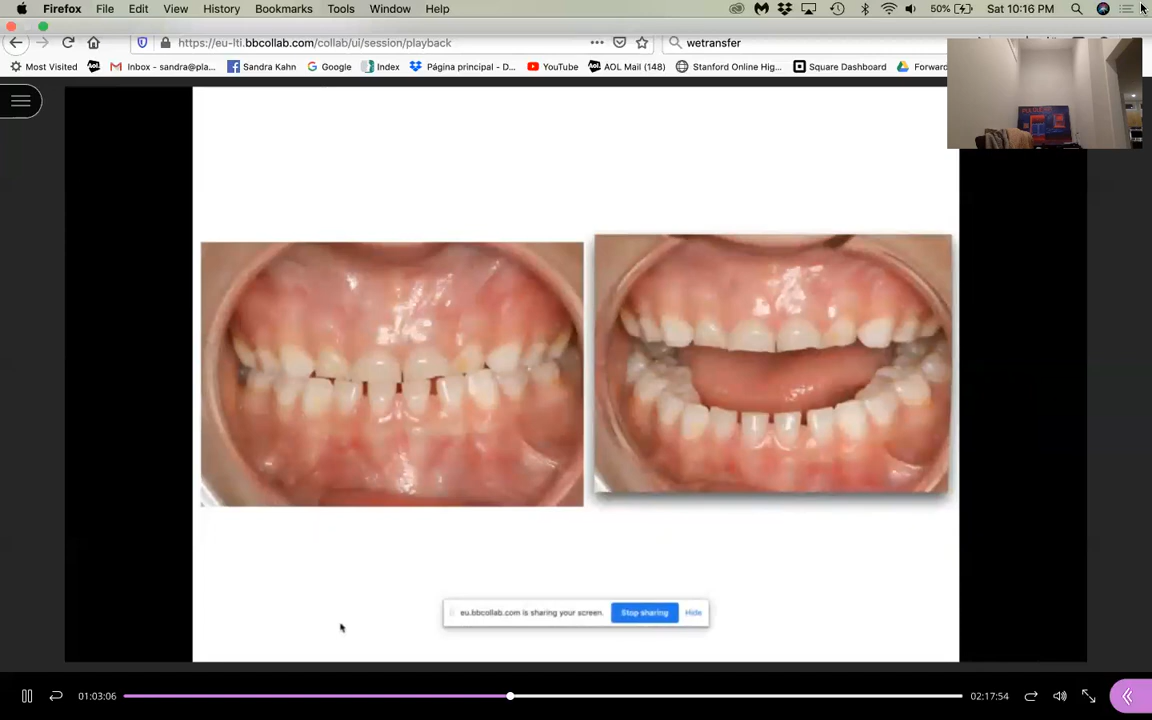 Firefox File Edit View History Bookmarks Tools Window Help 50% Sat 10:16 PM
https://eu-lti.bbcollab.com/collab/ui/session/playback wetransfer
Most Visited Aol. Inbox - sandra@pla... Sandra Kahn Google Index Página principal - D... YouTube Aol. AOL Mail (148) Stanford Online Hig... Square Dashboard Forward
eu.bbcollab.com is sharing your screen. Stop sharing Hide
01:03:06 02:17:54